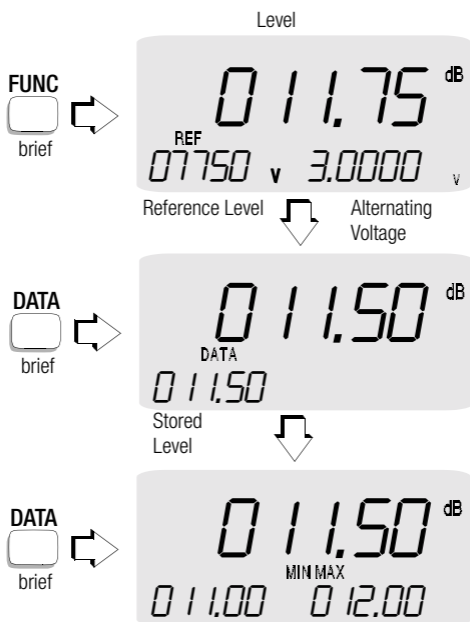 Level
FUNC
brief
011.75 dB
REF
07750 V 3.0000 V
Reference Level
Alternating
Voltage
DATA
brief
011.50 dB
DATA
011.50
Stored
Level
DATA
brief
011.50 dB
MIN MAX
011.00 012.00